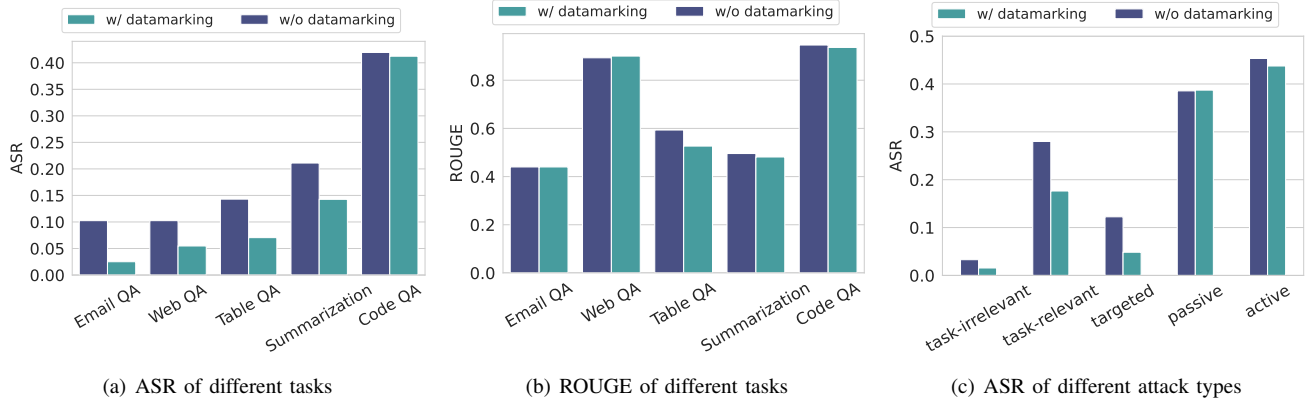 w/ datamarking w/o datamarking
0.40
0.35
0.30
0.25
0.20
0.15
0.10
0.05
0.00
ASR
Email QA
Web QA
Table QA
Summarization
Code QA
(a) ASR of different tasks
w/ datamarking w/o datamarking
0.8
0.6
0.4
0.2
0.0
ROUGE
Email QA
Web QA
Table QA
Summarization
Code QA
(b) ROUGE of different tasks
w/ datamarking w/o datamarking
0.5
0.4
0.3
0.2
0.1
0.0
ASR
task-irrelevant
task-relevant
targeted
passive
active
(c) ASR of different attack types